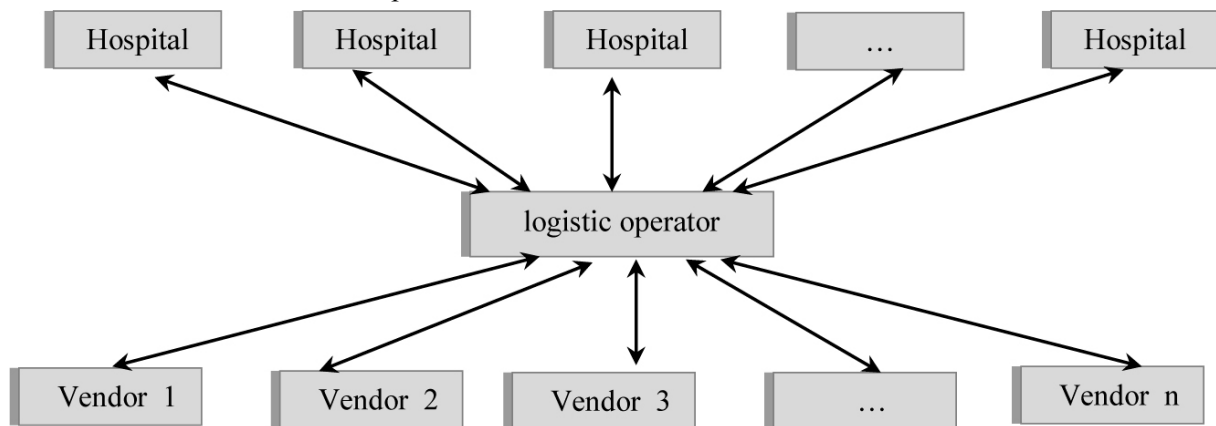 Hospital
Hospital
Hospital
...
Hospital
logistic operator
Vendor 1
Vendor 2
Vendor 3
...
Vendor n